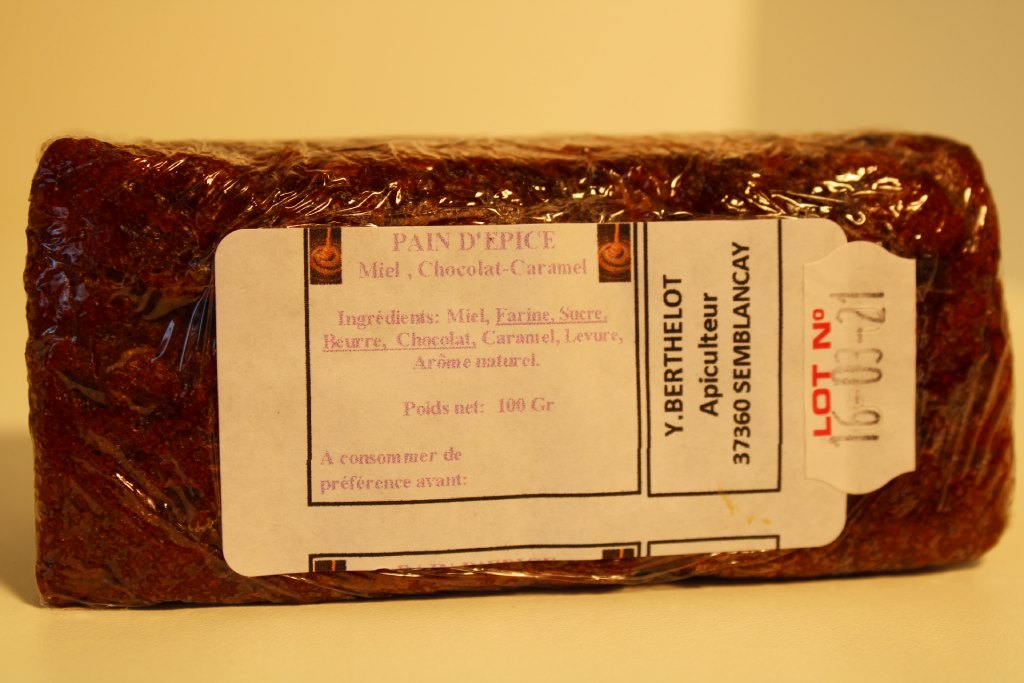 PAIN D'EPICE
Miel , Chocolat-Caramel
Ingrédients: Miel, Farine, Sucre,
Beurre, Chocolat, Caramel, Levure,
Arôme naturel.
Poids net: 100 Gr
A consommer de
préférence avant:
Y.BERTHELOT
Apiculteur
37360 SEMBLANCAY
LOT Nº
16-03-21